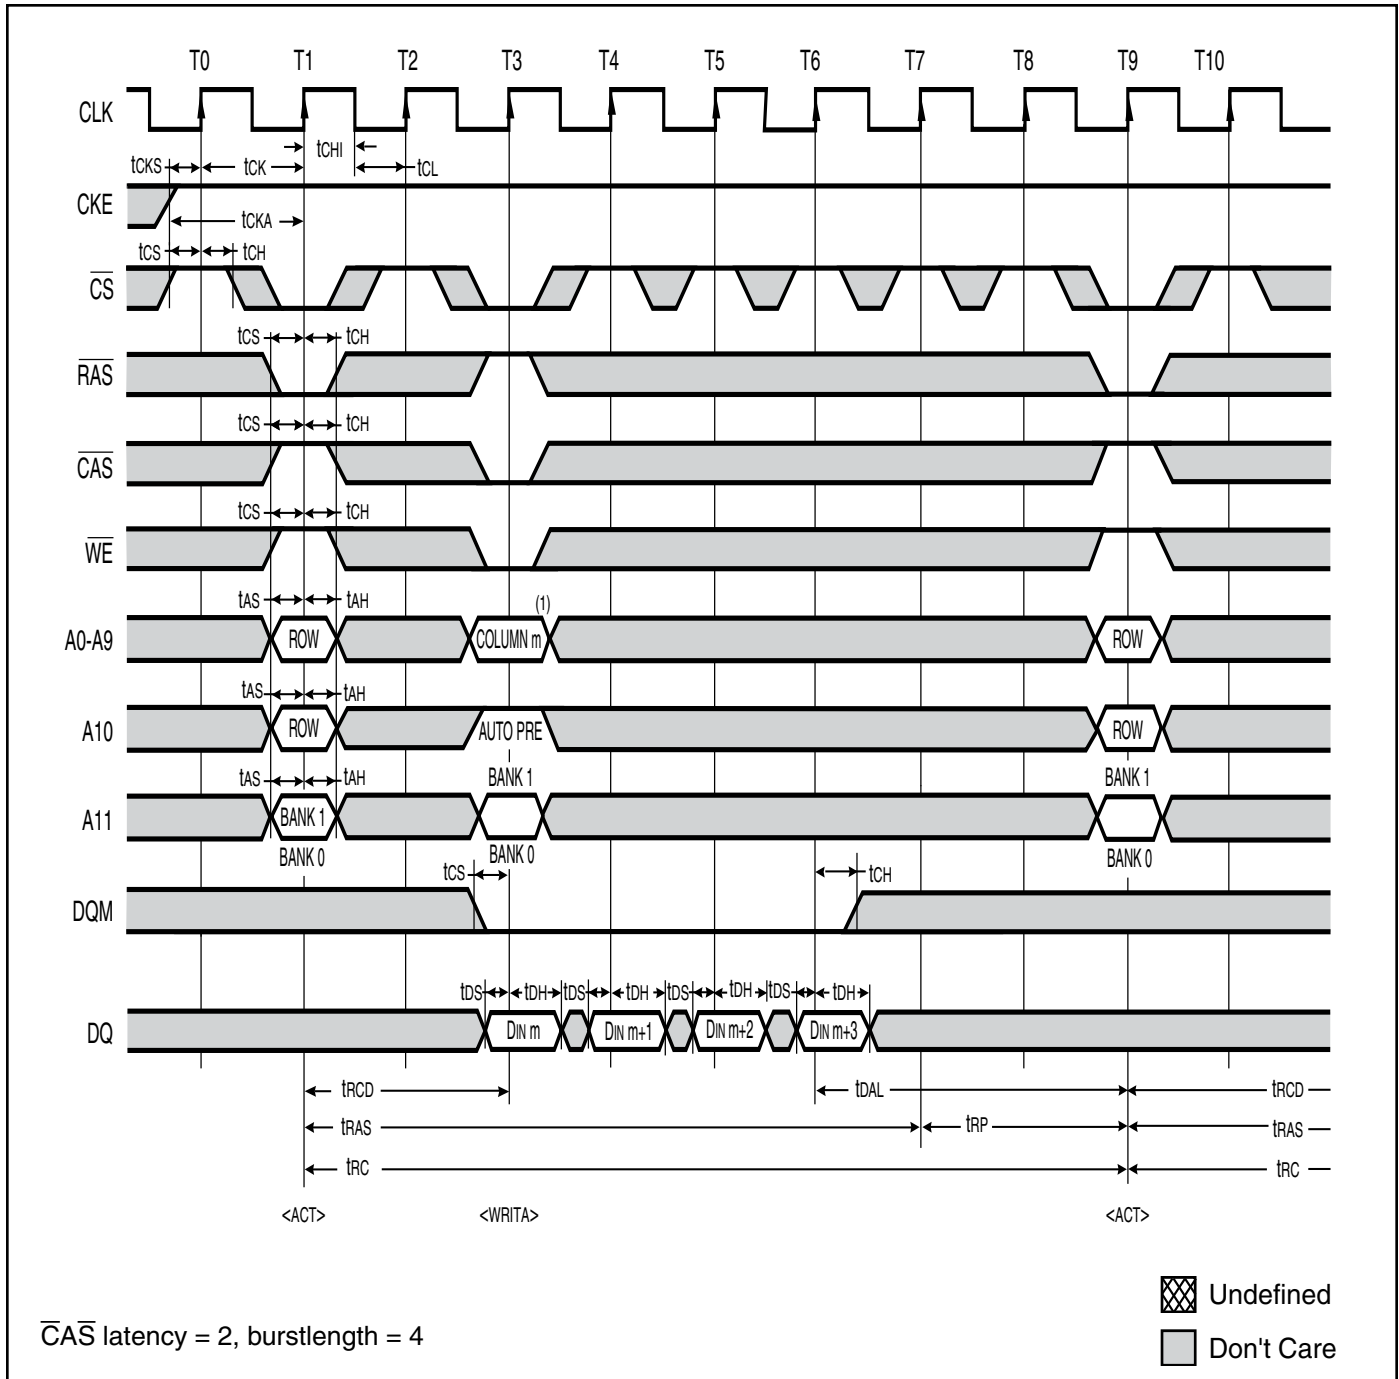 T0 T1 T2 T3 T4 T5 T6 T7 T8 T9 T10
CLK
tCHI
tCKS tCK tCL
CKE
tCKA
tCS tCH
CS
tCS tCH
RAS
tCS tCH
CAS
tCS tCH
WE
tAS tAH (1)
A0-A9 ROW COLUMN m ROW
tAS tAH
A10 ROW AUTO PRE ROW
tAS tAH BANK 1 BANK 1
A11 BANK 1
BANK 0 BANK 0 BANK 0
tCS tCH
DQM
tDS tDH tDS tDH tDS tDH tDS tDH
DQ DIN m DIN m+1 DIN m+2 DIN m+3
tRCD tDAL tRCD
tRAS tRP tRAS
tRC tRC
<ACT> <WRITA> <ACT>
Undefined
CAS latency = 2, burstlength = 4
Don't Care